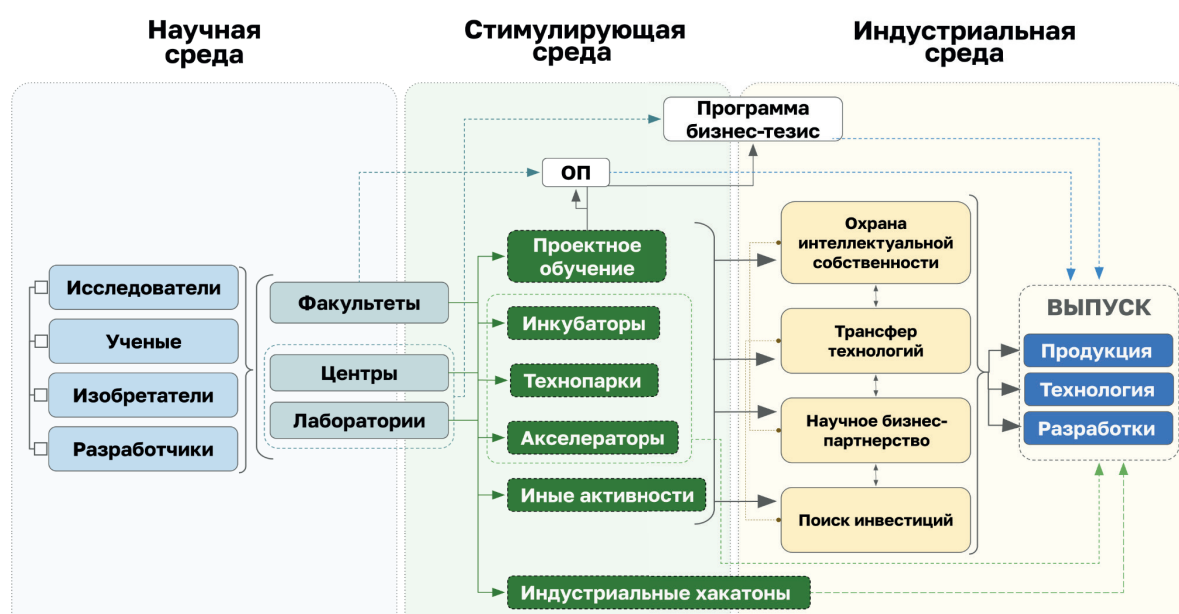 Научная
среда
Стимулирующая
среда
Индустриальная
среда
Программа
бизнес-тезис
ОП
Исследователи
Ученые
Изобретатели
Разработчики
Факультеты
Центры
Лаборатории
Проектное
обучение
Инкубаторы
Технопарки
Акселераторы
Иные активности
Индустриальные хакатоны
Охрана
интеллектуальной
собственности
Трансфер
технологий
Научное бизнес-
партнерство
Поиск инвестиций
ВЫПУСК
Продукция
Технология
Разработки